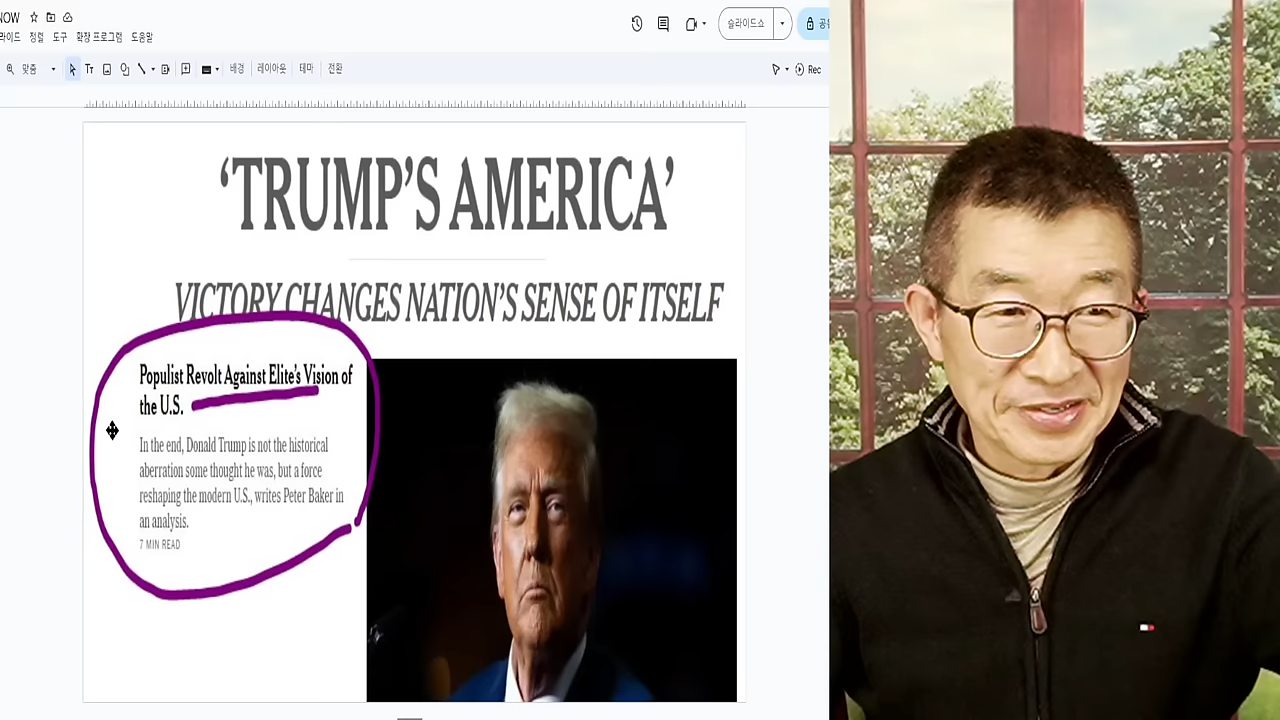 NOW
라이드 정렬 도구 확장 프로그램 도움말
슬라이드쇼
맞춤
Tт
배경 레이아웃 테마 전환
Rec
‘TRUMP’S AMERICA’
VICTORY CHANGES NATION’S SENSE OF ITSELF
Populist Revolt Against Elite’s Vision of
the U.S.
In the end, Donald Trump is not the historical
aberration some thought he was, but a force
reshaping the modern U.S., writes Peter Baker in
an analysis.
7 MIN READ